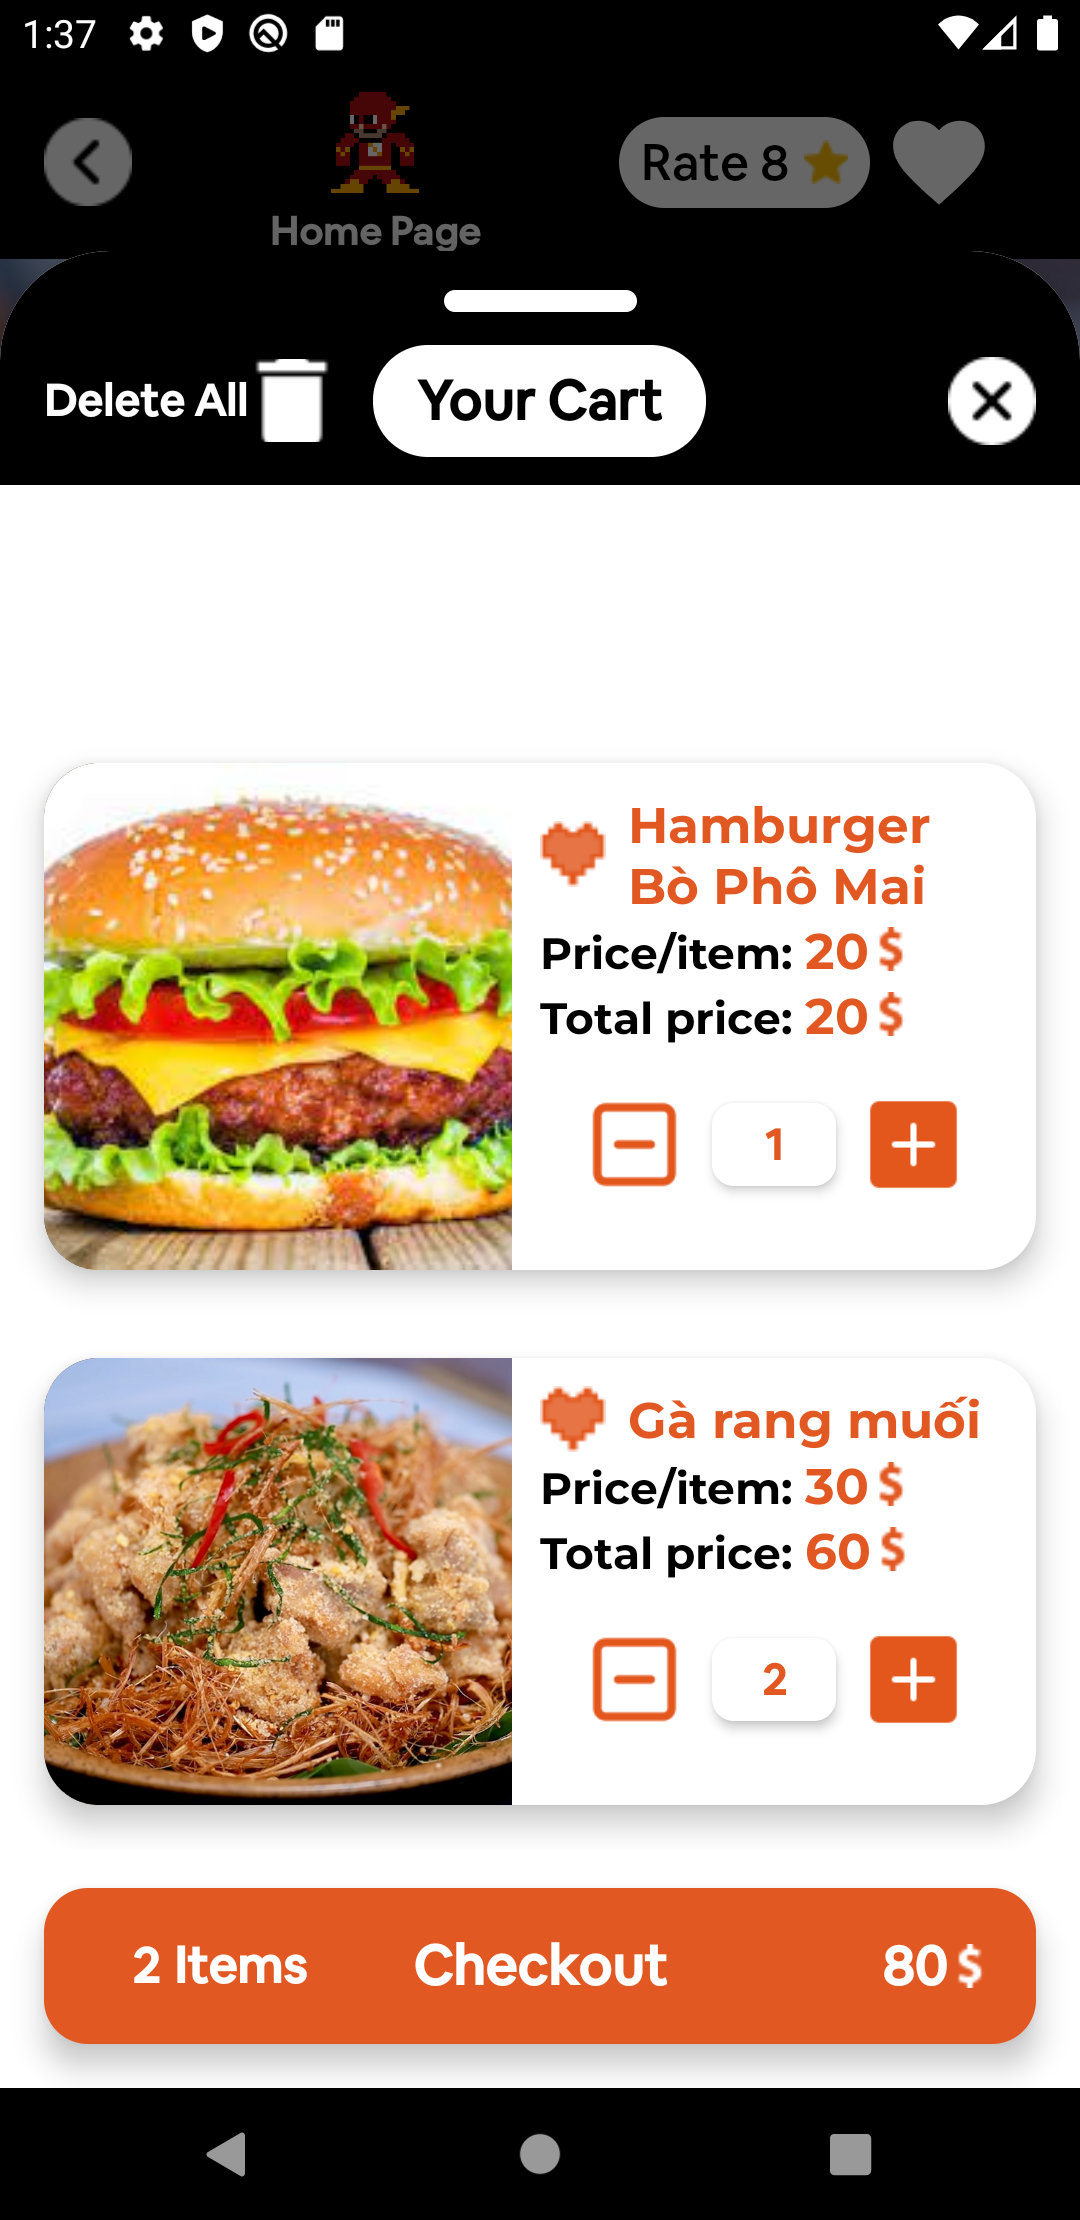 1:37
Rate 8
Home Page
Delete All
Your Cart
Hamburger
Bò Phô Mai
Price/item: 20 $
Total price: 20 $
1
Gà rang muối
Price/item: 30 $
Total price: 60 $
2
2 Items Checkout 80 $